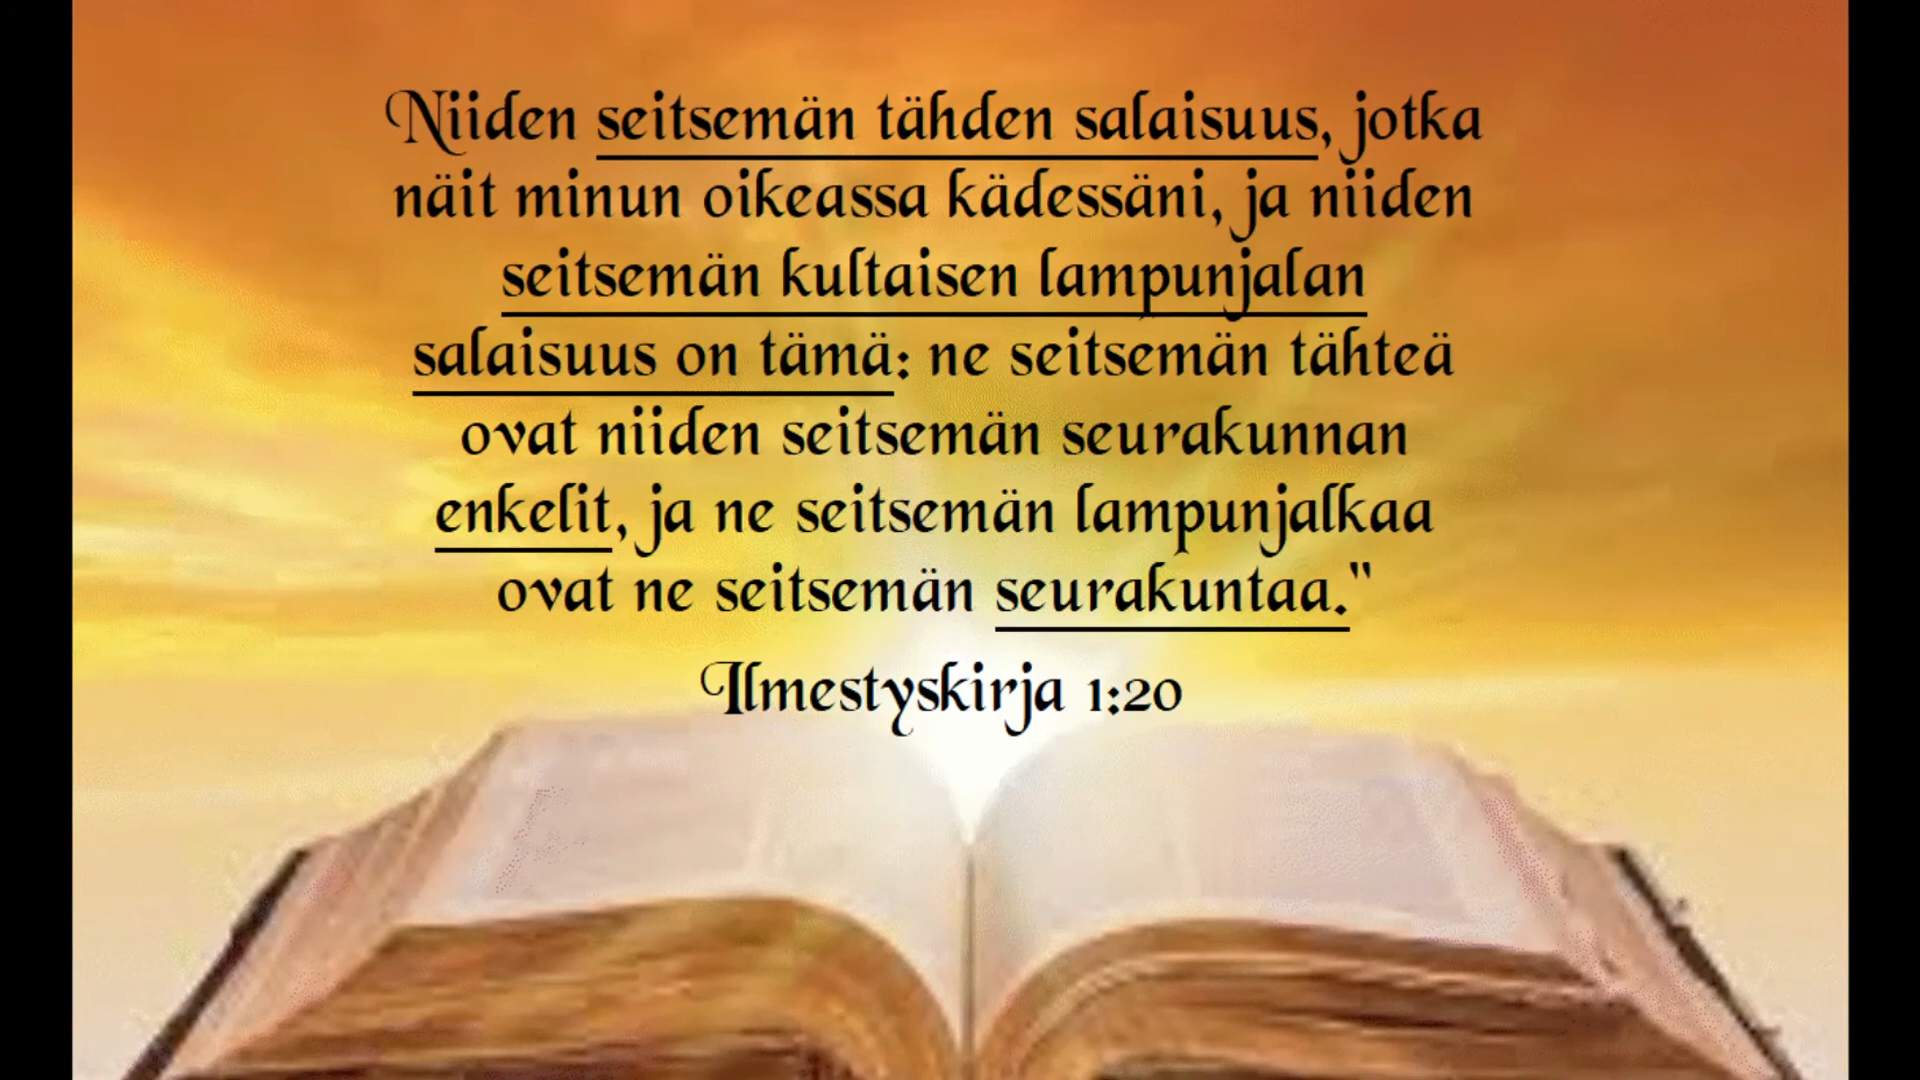 Niiden seitsemän tähden salaisuus, jotka
näit minun oikeassa kädessäni, ja niiden
seitsemän kultaisen lampunjalan
salaisuus on tämä: ne seitsemän tähteä
ovat niiden seitsemän seurakunnan
enkelit, ja ne seitsemän lampunjalkaa
ovat ne seitsemän seurakuntaa."
Ilmestyskirja 1:20